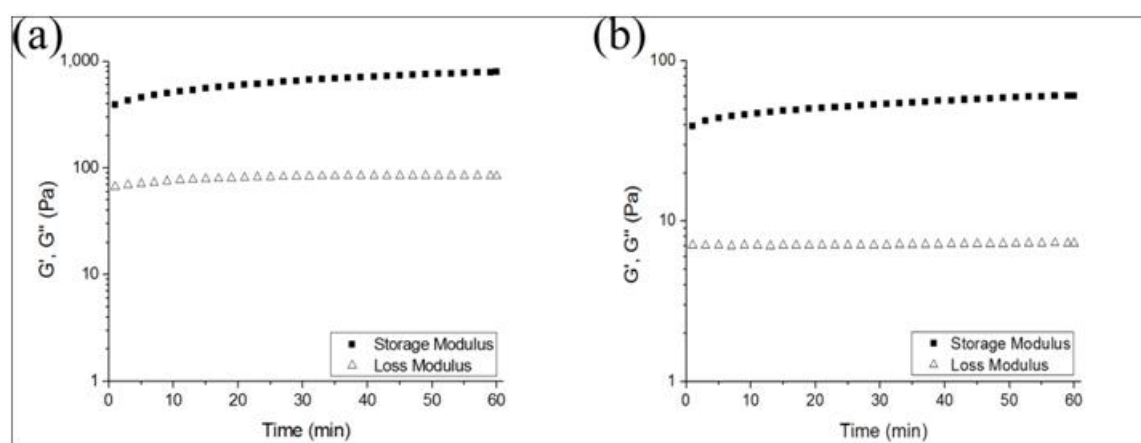 (a)
1,000
100
10
1
G', G" (Pa)
0 10 20 30 40 50 60
Time (min)
Storage Modulus
Loss Modulus
(b)
100
10
1
G', G" (Pa)
0 10 20 30 40 50 60
Time (min)
Storage Modulus
Loss Modulus